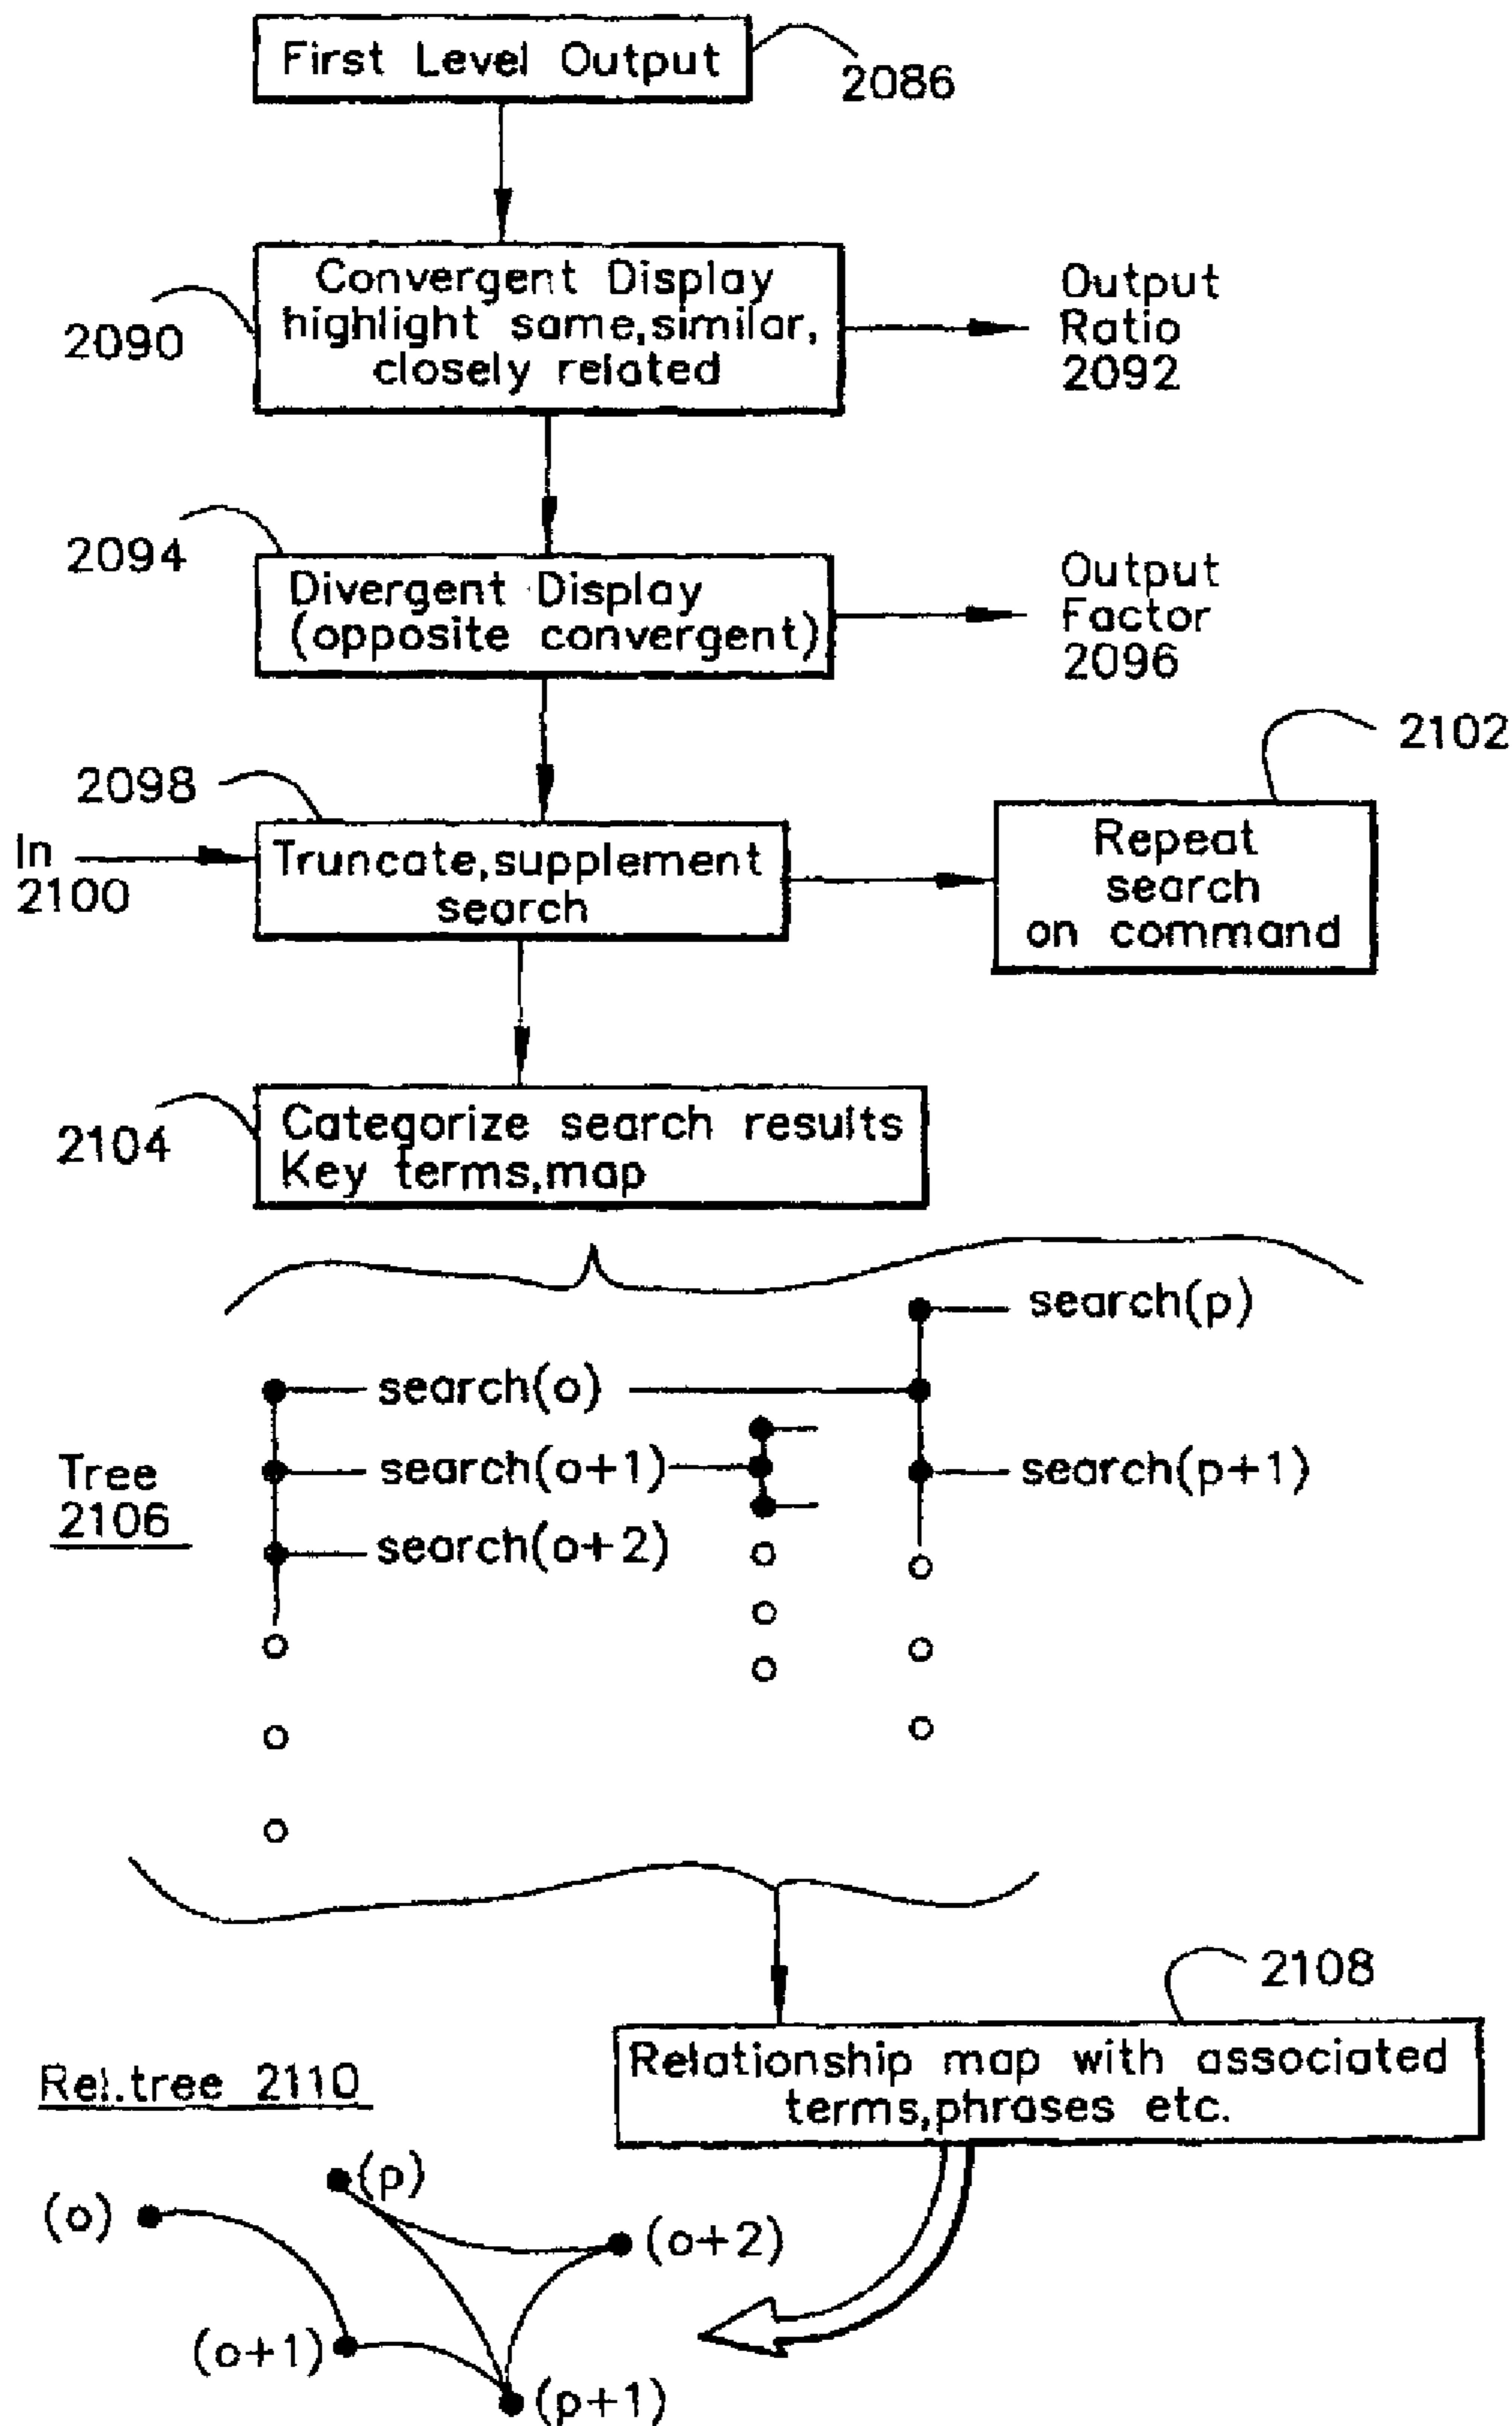 First Level Output
2086
Convergent Display
highlight same,similar,
closely related
2090
Output
Ratio
2092
2094
Divergent Display
(opposite convergent)
Output
Factor
2096
2102
2098
In
2100
Truncate,supplement
search
Repeat
search
on command
2104
Categorize search results
Key terms,map
search(p)
search(o)
search(o+1)
search(p+1)
search(o+2)
Tree
2106
2108
Relationship map with associated
terms,phrases etc.
Rel.tree 2110
(p)
(o)
(o+2)
(o+1)
(p+1)